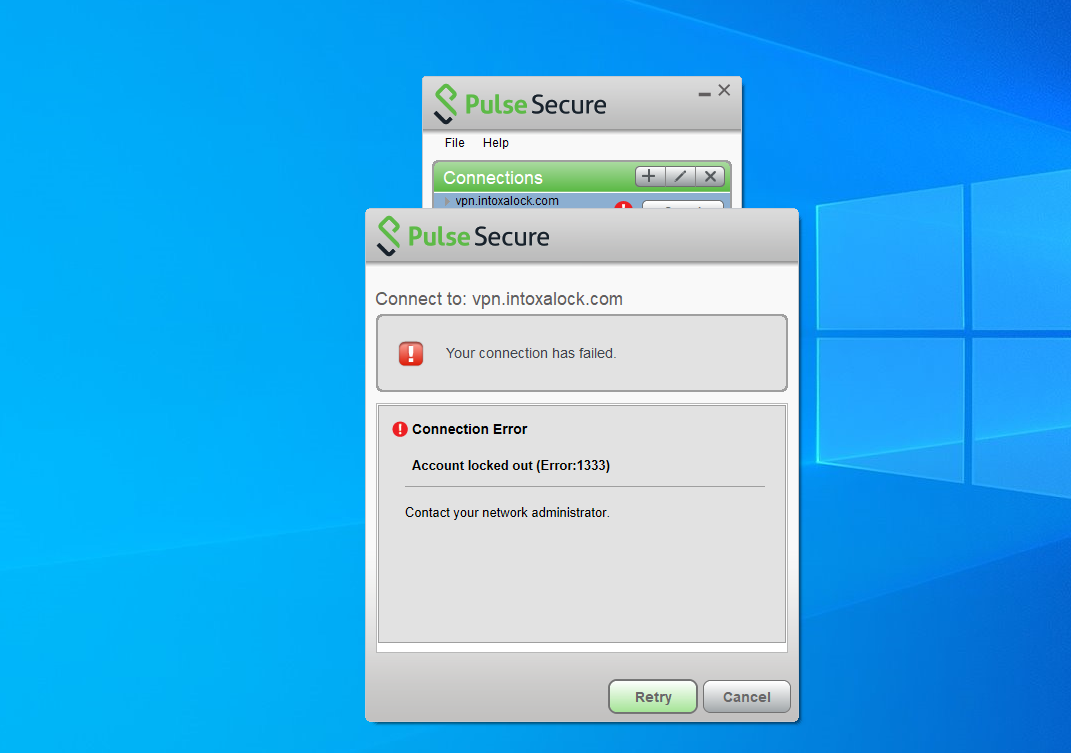 Pulse Secure
File Help
Connections
vpn.intoxalock.com
Pulse Secure
Connect to: vpn.intoxalock.com
Your connection has failed.
Connection Error
Account locked out (Error:1333)
Contact your network administrator.
Retry Cancel